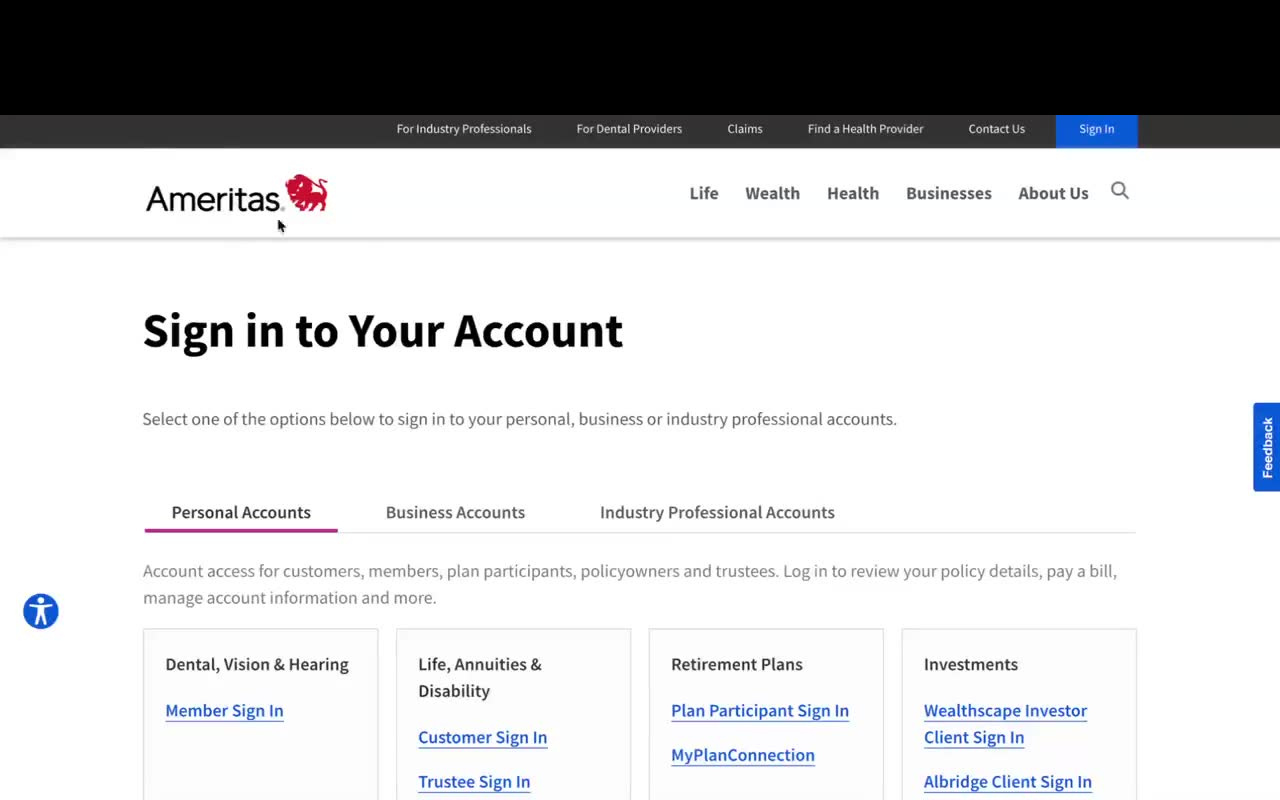 For Industry Professionals For Dental Providers Claims Find a Health Provider Contact Us Sign In
Ameritas® Life Wealth Health Businesses About Us
Sign in to Your Account
Select one of the options below to sign in to your personal, business or industry professional accounts.
Feedback
Personal Accounts Business Accounts Industry Professional Accounts
Account access for customers, members, plan participants, policyowners and trustees. Log in to review your policy details, pay a bill,
manage account information and more.
Dental, Vision & Hearing
Member Sign In
Life, Annuities &
Disability
Customer Sign In
Trustee Sign In
Retirement Plans
Plan Participant Sign In
MyPlanConnection
Investments
Wealthscape Investor
Client Sign In
Albridge Client Sign In